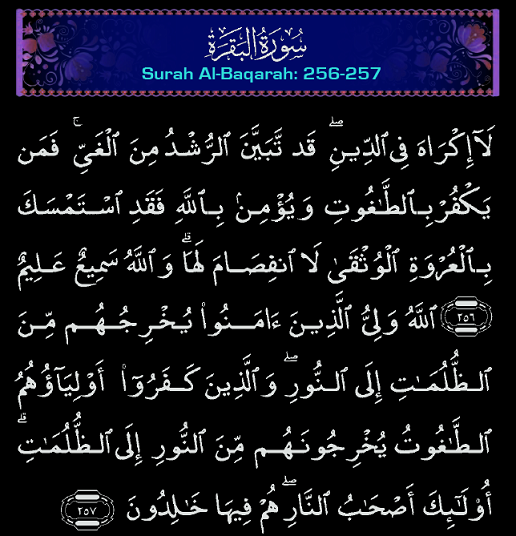 سُورَةُ البَقَرَةِ
Surah Al-Baqarah: 256-257
لَآ إِكْرَاهَ فِى ٱلدِّينِ ۖ قَد تَّبَيَّنَ ٱلرُّشْدُ مِنَ ٱلْغَىِّ ۚ فَمَن
يَكْفُرْ بِٱلطَّٰغُوتِ وَيُؤْمِنۢ بِٱللَّهِ فَقَدِ ٱسْتَمْسَكَ
بِٱلْعُرْوَةِ ٱلْوُثْقَىٰ لَا ٱنفِصَامَ لَهَا ۗ وَٱللَّهُ سَمِيعٌ عَلِيمٌ
﴿٢٥٦﴾ ٱللَّهُ وَلِىُّ ٱلَّذِينَ ءَامَنُوا۟ يُخْرِجُهُم مِّنَ
ٱلظُّلُمَٰتِ إِلَى ٱلنُّورِ ۖ وَٱلَّذِينَ كَفَرُوٓا۟ أَوْلِيَآؤُهُمُ
ٱلطَّٰغُوتُ يُخْرِجُونَهُم مِّنَ ٱلنُّورِ إِلَى ٱلظُّلُمَٰتِ ۗ
أُو۟لَٰٓئِكَ أَصْحَٰبُ ٱلنَّارِ ۖ هُمْ فِيهَا خَٰلِدُونَ ﴿٢٥٧﴾